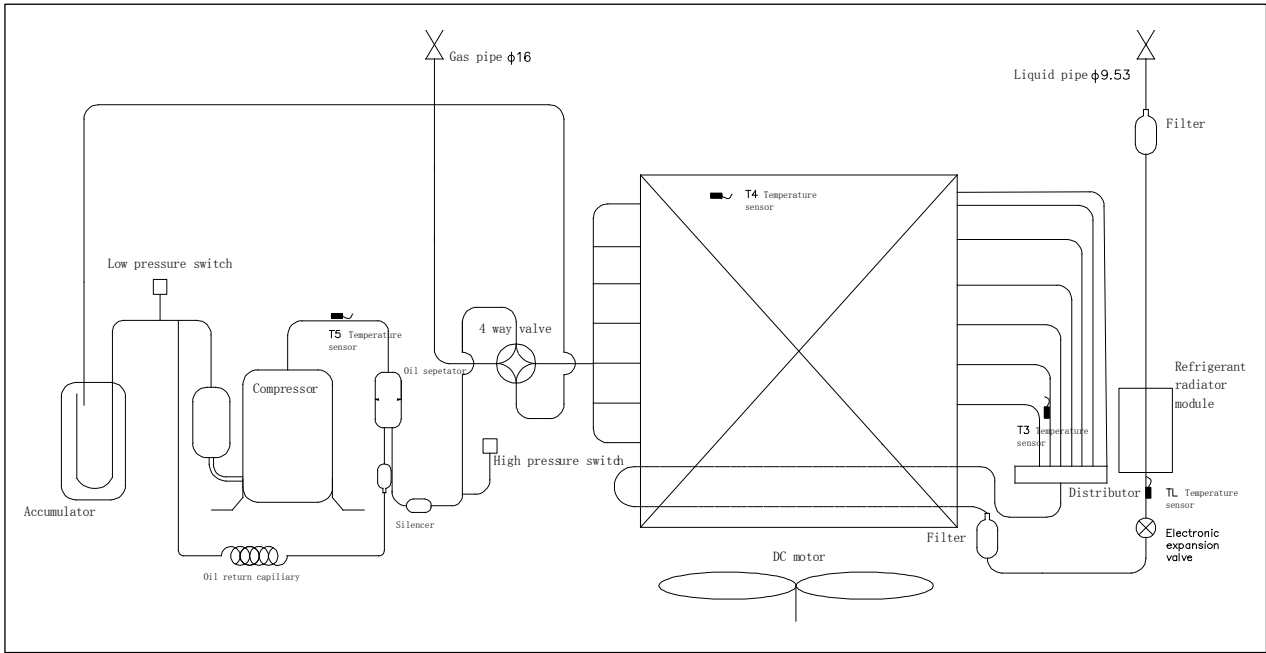 Gas pipe ϕ16
Liquid pipe ϕ9.53
Filter
T4 Temperature
sensor
Low pressure switch
T5 Temperature
sensor
4 way valve
Oil sepetator
Compressor
Refrigerant
radiator
module
T3 Temperature
sensor
High pressure switch
Accumulator
Silencer
Distributor
TL Temperature
sensor
Filter
Electronic
expansion
valve
DC motor
Oil return capiliary